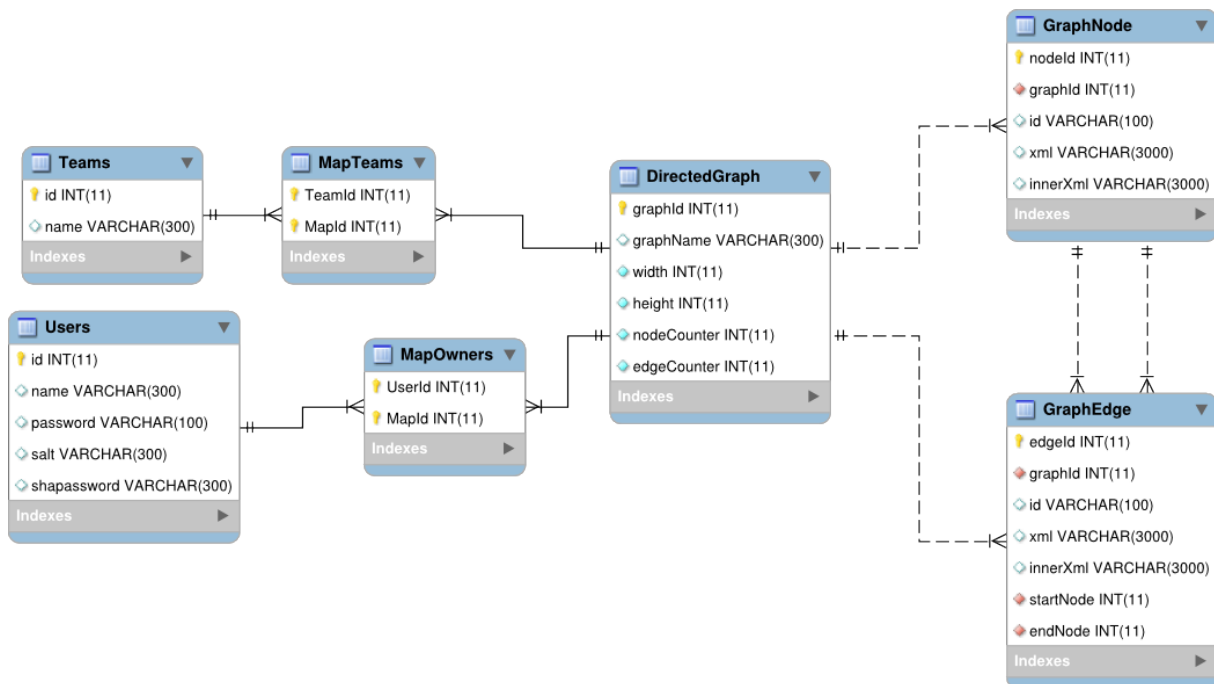 Teams
id INT(11)
name VARCHAR(300)
Indexes
MapTeams
TeamId INT(11)
MapId INT(11)
Indexes
Users
id INT(11)
name VARCHAR(300)
password VARCHAR(100)
salt VARCHAR(300)
shapassword VARCHAR(300)
Indexes
MapOwners
UserId INT(11)
MapId INT(11)
Indexes
DirectedGraph
graphId INT(11)
graphName VARCHAR(300)
width INT(11)
height INT(11)
nodeCounter INT(11)
edgeCounter INT(11)
Indexes
GraphNode
nodeId INT(11)
graphId INT(11)
id VARCHAR(100)
xml VARCHAR(3000)
innerXml VARCHAR(3000)
Indexes
GraphEdge
edgeId INT(11)
graphId INT(11)
id VARCHAR(100)
xml VARCHAR(3000)
innerXml VARCHAR(3000)
startNode INT(11)
endNode INT(11)
Indexes